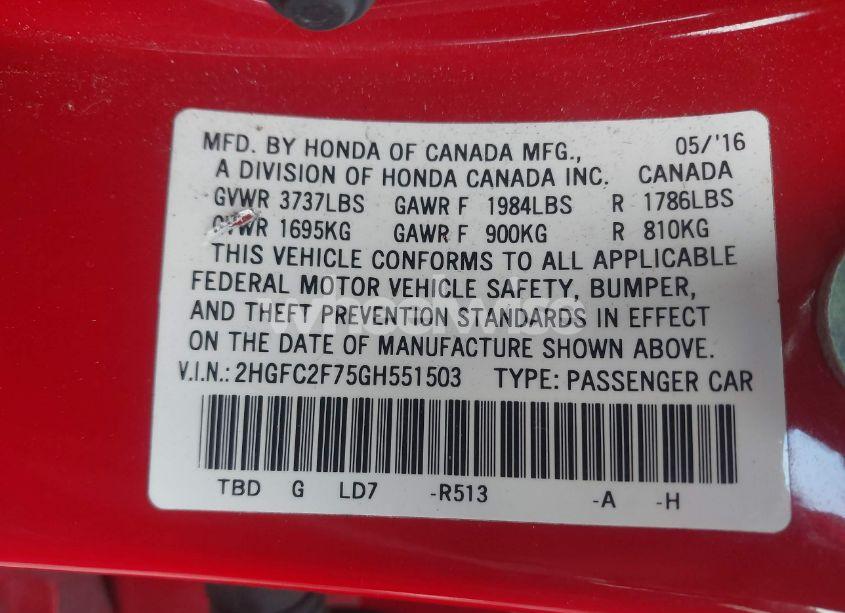 MFD. BY HONDA OF CANADA MFG., 05/'16
A DIVISION OF HONDA CANADA INC. CANADA
GVWR 3737LBS GAWR F 1984LBS R 1786LBS
GVWR 1695KG GAWR F 900KG R 810KG
THIS VEHICLE CONFORMS TO ALL APPLICABLE
FEDERAL MOTOR VEHICLE SAFETY, BUMPER,
AND THEFT PREVENTION STANDARDS IN EFFECT
ON THE DATE OF MANUFACTURE SHOWN ABOVE.
V.I.N.: 2HGFC2F75GH551503 TYPE: PASSENGER CAR
TBD G LD7 -R513 -A -H